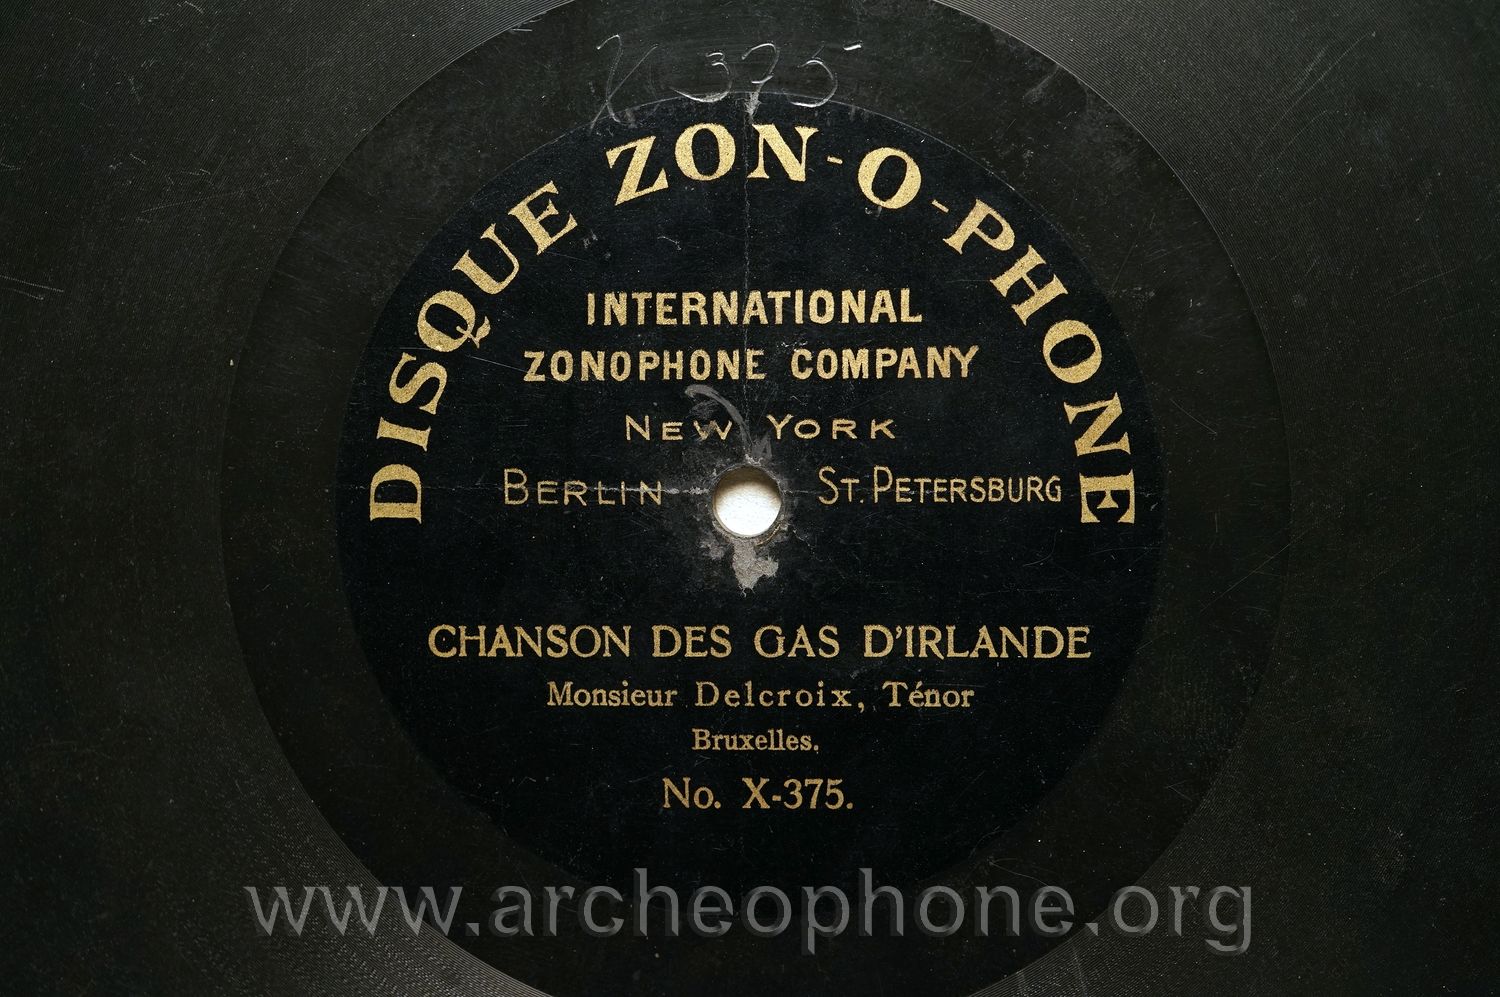 X 375
DISQUE ZON-O-PHONE
INTERNATIONAL
ZONOPHONE COMPANY
NEW YORK
BERLIN ST. PETERSBURG
CHANSON DES GAS D'IRLANDE
Monsieur Delcroix, Ténor
Bruxelles.
No. X-375.
www.archeophone.org